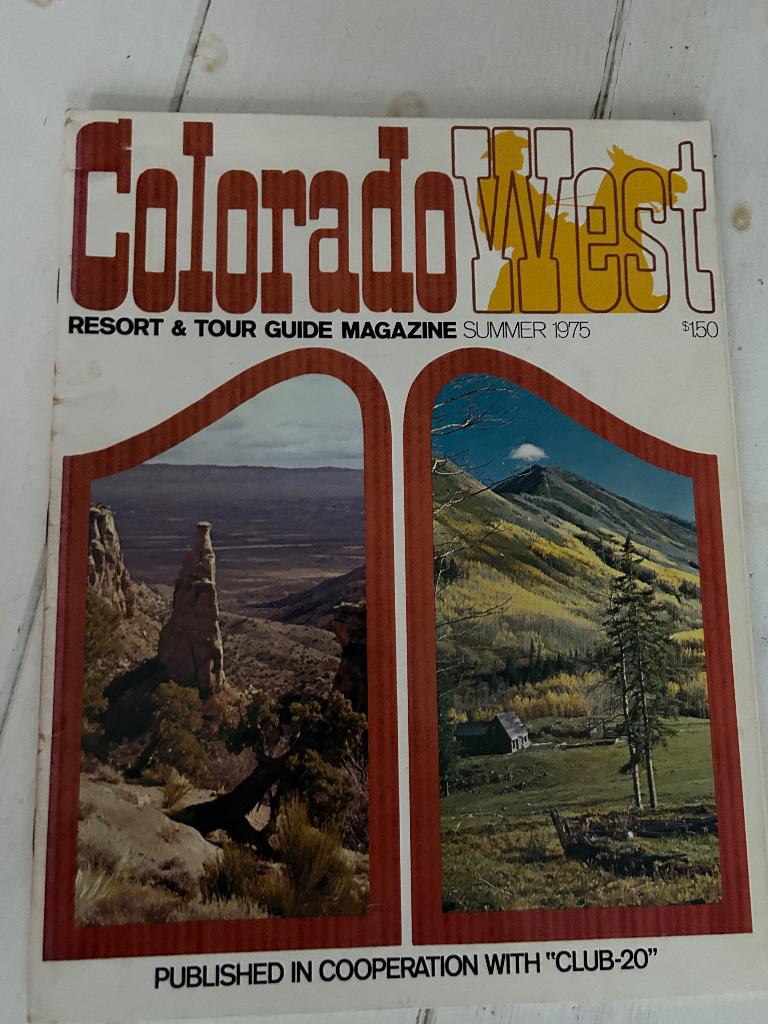 Colorado West
RESORT & TOUR GUIDE MAGAZINE SUMMER 1975 $1.50
PUBLISHED IN COOPERATION WITH "CLUB-20"